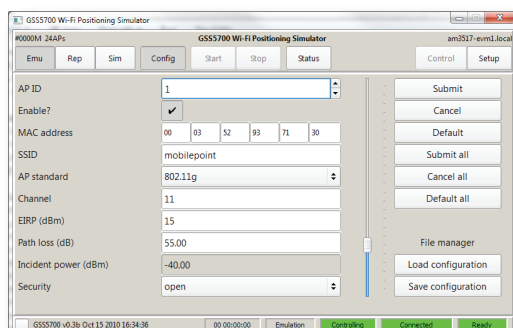 GSS5700 Wi-Fi Positioning Simulator
#0000M 24APs GSS5700 Wi-Fi Positioning Simulator am3517-evm1.local
Emu Rep Sim Config Start Stop Status Control Setup
AP ID 1 Submit
Enable? Cancel
MAC address 00 03 52 93 71 30 Default
SSID mobilepoint Submit all
AP standard 802.11g Cancel all
Channel 11 Default all
EIRP (dBm) 15
Path loss (dB) 55.00 File manager
Incident power (dBm) -40.00 Load configuration
Security open Save configuration
GSS5700 v0.3b Oct 15 2010 16:34:36 00 00:00:00 Emulation Controlling Connected Ready